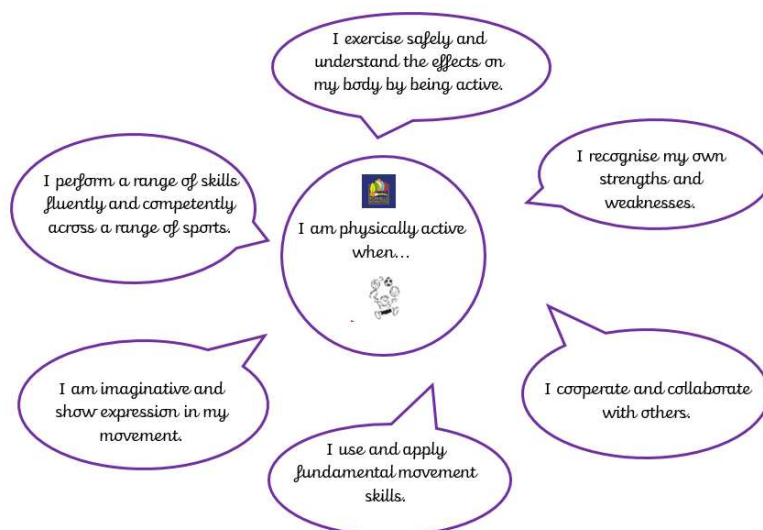 I exercise safely and
understand the effects on
my body by being active.
I perform a range of skills
fluently and competently
across a range of sports.
I am physically active
when...
I recognise my own
strengths and
weaknesses.
I am imaginative and
show expression in my
movement.
I use and apply
fundamental movement
skills.
I cooperate and collaborate
with others.